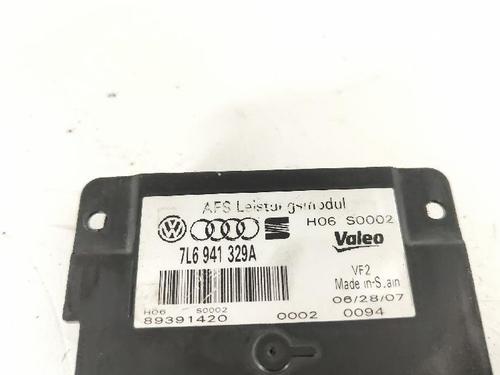 AFS Leistungsmodul
H06 S0002
7L6 941 329A
Valeo
VF2
Made in Spain
06/28/07
H06 S0002
89391420 0002 0094